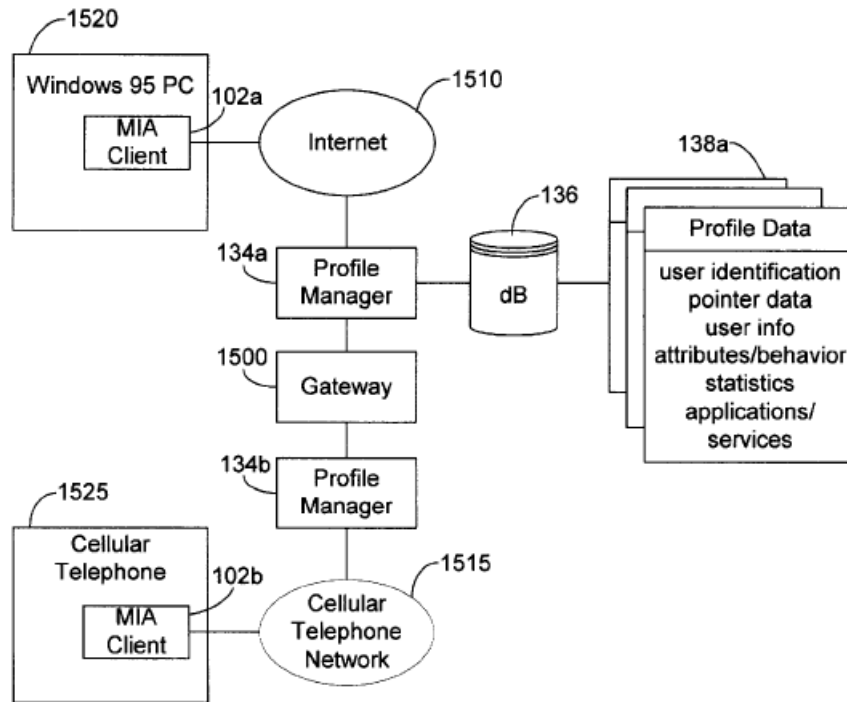 1520
Windows 95 PC
102a
MIA
Client
1510
Internet
138a
136
134a
Profile
Manager
dB
Profile Data
user identification
pointer data
user info
attributes/behavior
statistics
applications/
services
1500
Gateway
134b
Profile
Manager
1525
Cellular
Telephone
102b
MIA
Client
1515
Cellular
Telephone
Network